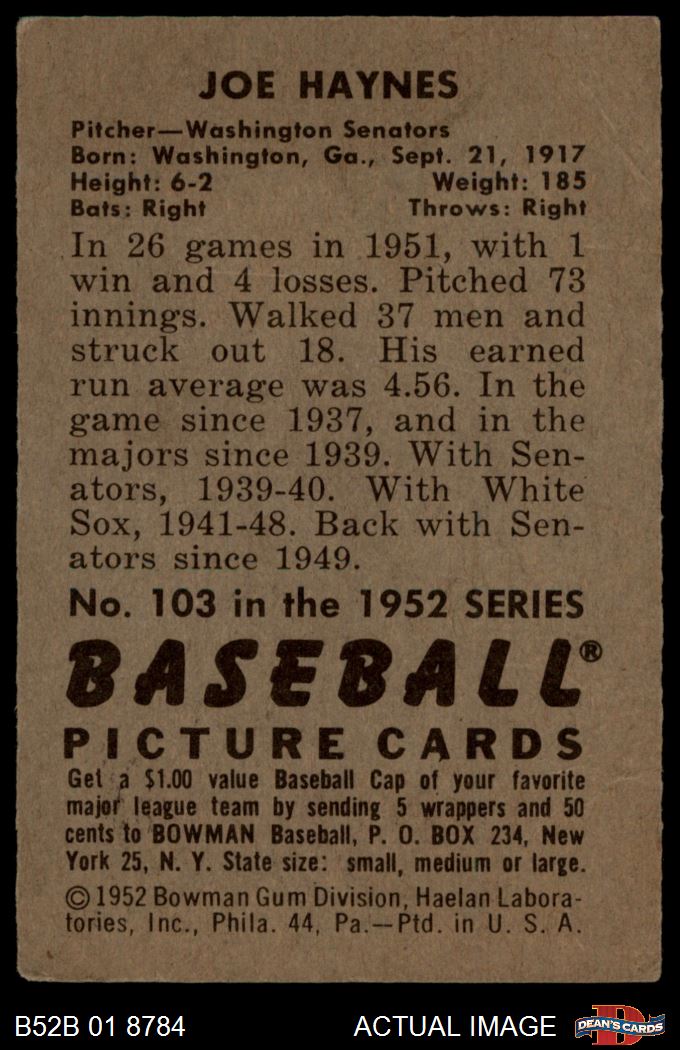 JOE HAYNES
Pitcher—Washington Senators
Born: Washington, Ga., Sept. 21, 1917
Height: 6-2 Weight: 185
Bats: Right Throws: Right
In 26 games in 1951, with 1
win and 4 losses. Pitched 73
innings. Walked 37 men and
struck out 18. His earned
run average was 4.56. In the
game since 1937, and in the
majors since 1939. With Sen-
ators, 1939-40. With White
Sox, 1941-48. Back with Sen-
ators since 1949.
No. 103 in the 1952 SERIES
BASEBALL®
PICTURE CARDS
Get a $1.00 value Baseball Cap of your favorite
major league team by sending 5 wrappers and 50
cents to BOWMAN Baseball, P. O. BOX 234, New
York 25, N. Y. State size: small, medium or large.
© 1952 Bowman Gum Division, Haelan Labora-
tories, Inc., Phila. 44, Pa.—Ptd. in U. S. A.
B52B 01 8784 ACTUAL IMAGE D DEAN'S CARDS